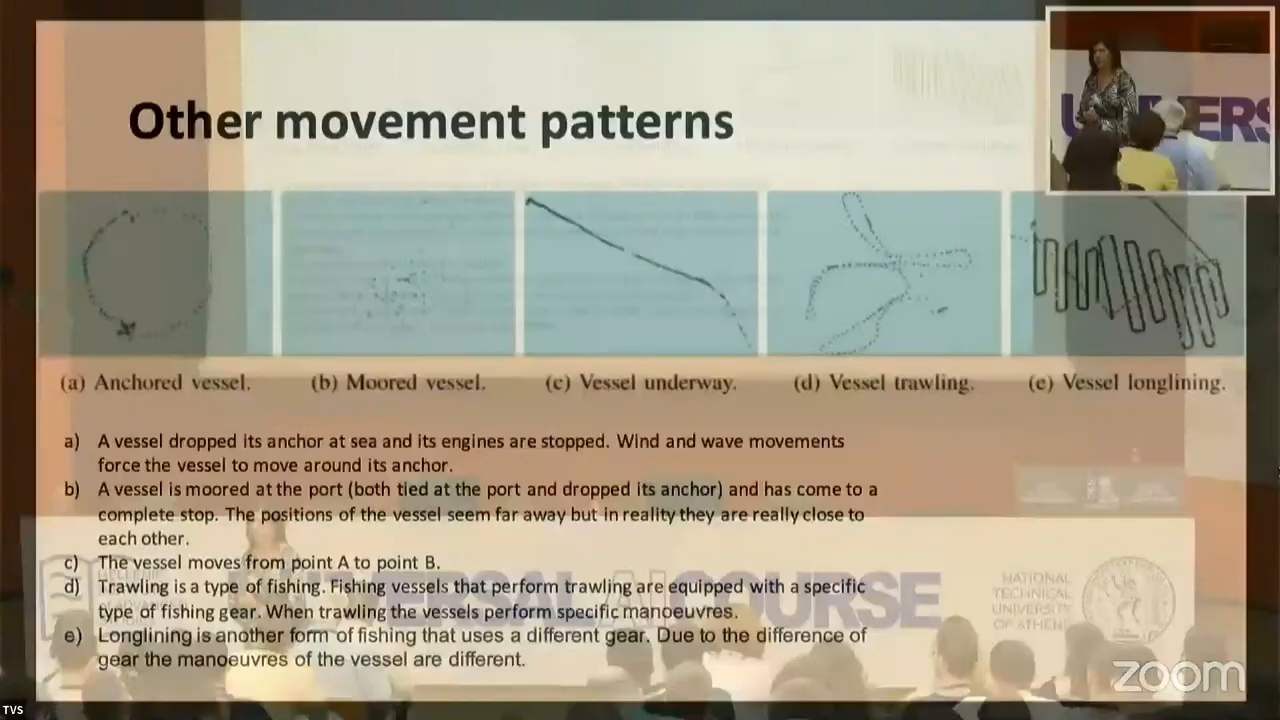 Other movement patterns
(a) Anchored vessel.
(b) Moored vessel.
(c) Vessel underway.
(d) Vessel trawling.
(e) Vessel longlining.
a) A vessel dropped its anchor at sea and its engines are stopped. Wind and wave movements
force the vessel to move around its anchor.
b) A vessel is moored at the port (both tied at the port and dropped its anchor) and has come to a
complete stop. The positions of the vessel seem far away but in reality they are really close to
each other.
c) The vessel moves from point A to point B.
d) Trawling is a type of fishing. Fishing vessels that perform trawling are equipped with a specific
type of fishing gear. When trawling the vessels perform specific manoeuvres.
e) Longlining is another form of fishing that uses a different gear. Due to the difference of
gear the manoeuvres of the vessel are different.
COURSE
NATIONAL
TECHNICAL
UNIVERSITY
OF ATHENS
zoom
TVS